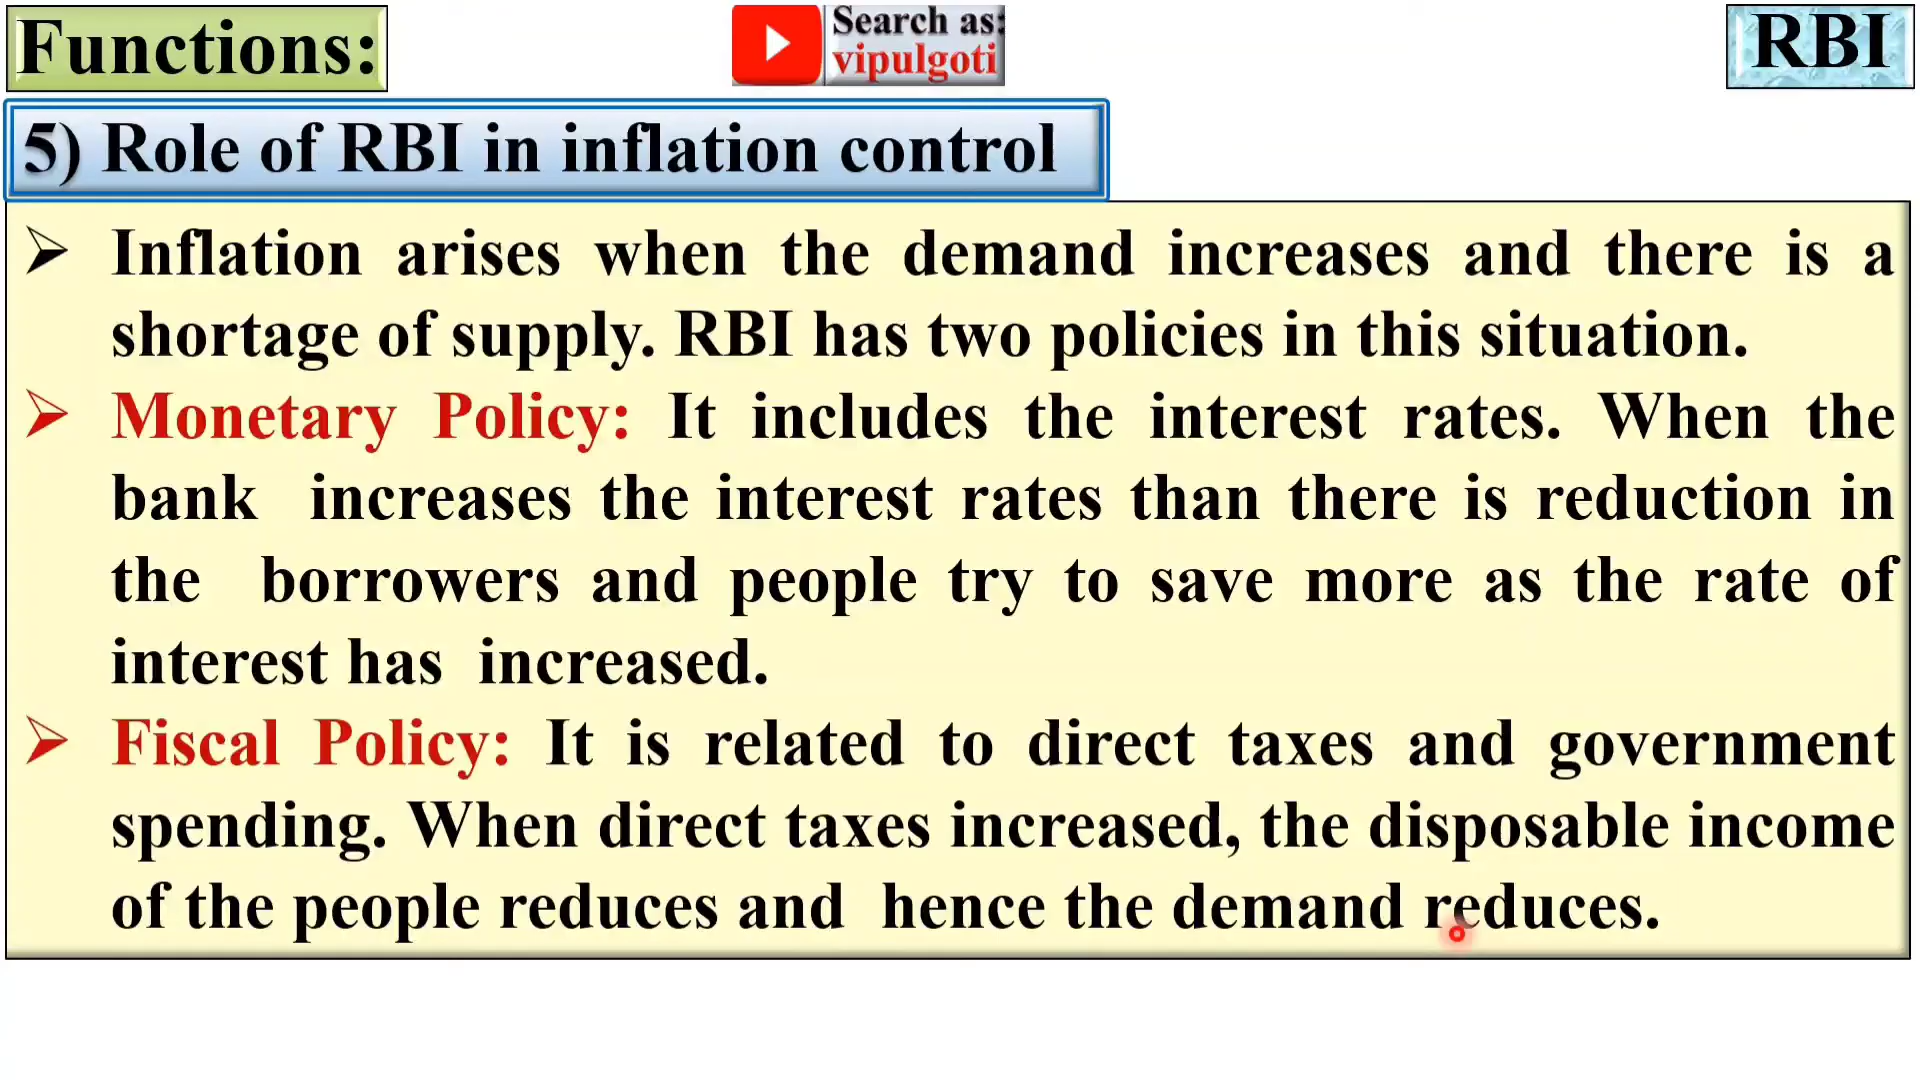 Functions:
Search as:
vipulgoti
RBI
5) Role of RBI in inflation control
Inflation arises when the demand increases and there is a
shortage of supply. RBI has two policies in this situation.
Monetary Policy: It includes the interest rates. When the
bank increases the interest rates than there is reduction in
the borrowers and people try to save more as the rate of
interest has increased.
Fiscal Policy: It is related to direct taxes and government
spending. When direct taxes increased, the disposable income
of the people reduces and hence the demand reduces.